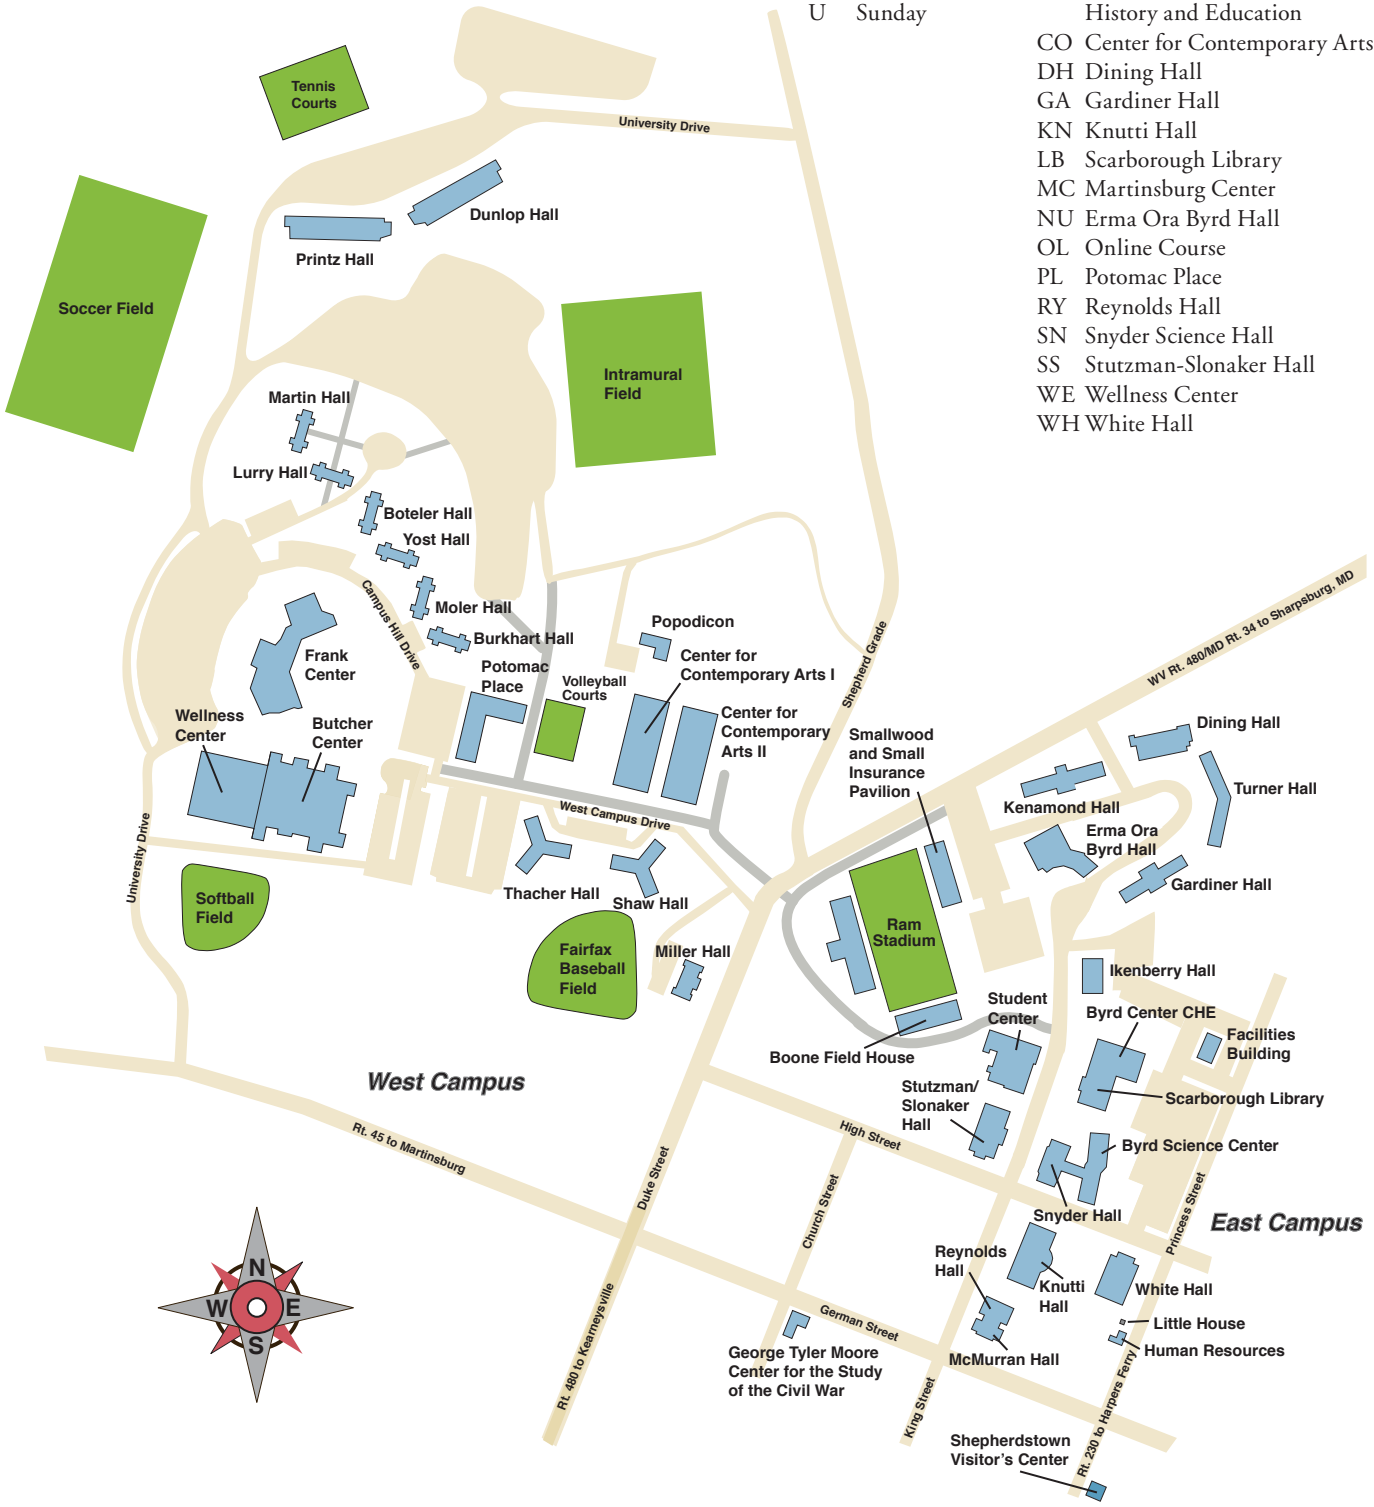 U Sunday
History and Education
CO Center for Contemporary Arts
DH Dining Hall
GA Gardiner Hall
KN Knutti Hall
LB Scarborough Library
MC Martinsburg Center
NU Erma Ora Byrd Hall
OL Online Course
PL Potomac Place
RY Reynolds Hall
SN Snyder Science Hall
SS Stutzman-Slonaker Hall
WE Wellness Center
WH White Hall
Tennis
Courts
University Drive
Dunlop Hall
Printz Hall
Soccer Field
Intramural
Field
Martin Hall
Lurry Hall
Boteler Hall
Yost Hall
Campus Hill Drive
Moler Hall
Burkhart Hall
Frank
Center
Potomac
Place
Volleyball
Courts
Popodicon
Center for
Contemporary Arts I
Center for
Contemporary
Arts II
Shepherd Grade
WV Rt. 480/MD Rt. 34 to Sharpsburg, MD
Wellness
Center
Butcher
Center
Smallwood
and Small
Insurance
Pavilion
Dining Hall
Turner Hall
Kenamond Hall
Erma Ora
Byrd Hall
Gardiner Hall
West Campus Drive
University Drive
Softball
Field
Thacher Hall
Shaw Hall
Fairfax
Baseball
Field
Miller Hall
Ram
Stadium
Ikenberry Hall
Student
Center
Byrd Center CHE
Facilities
Building
Boone Field House
West Campus
Stutzman/
Slonaker
Hall
Scarborough Library
Rt. 45 to Martinsburg
High Street
Byrd Science Center
Duke Street
Church Street
Snyder Hall
Princess Street
East Campus
Reynolds
Hall
Knutti
Hall
White Hall
N
W E
S
Rt. 480 to Kearneysville
German Street
Little House
Human Resources
George Tyler Moore
Center for the Study
of the Civil War
McMurran Hall
King Street
Rt. 230 to Harpers Ferry
Shepherdstown
Visitor's Center